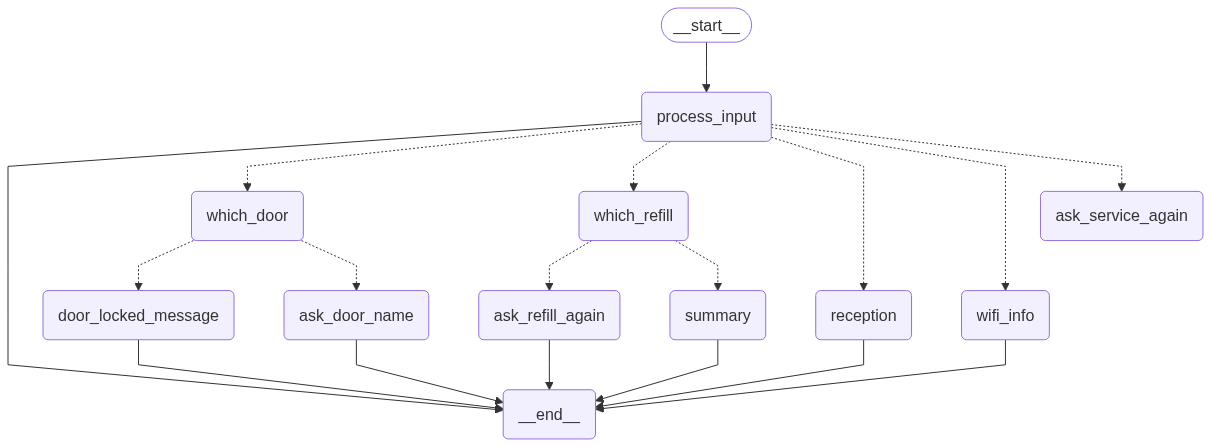 __start__
process_input
which_door
which_refill
ask_service_again
door_locked_message
ask_door_name
ask_refill_again
summary
reception
wifi_info
__end__